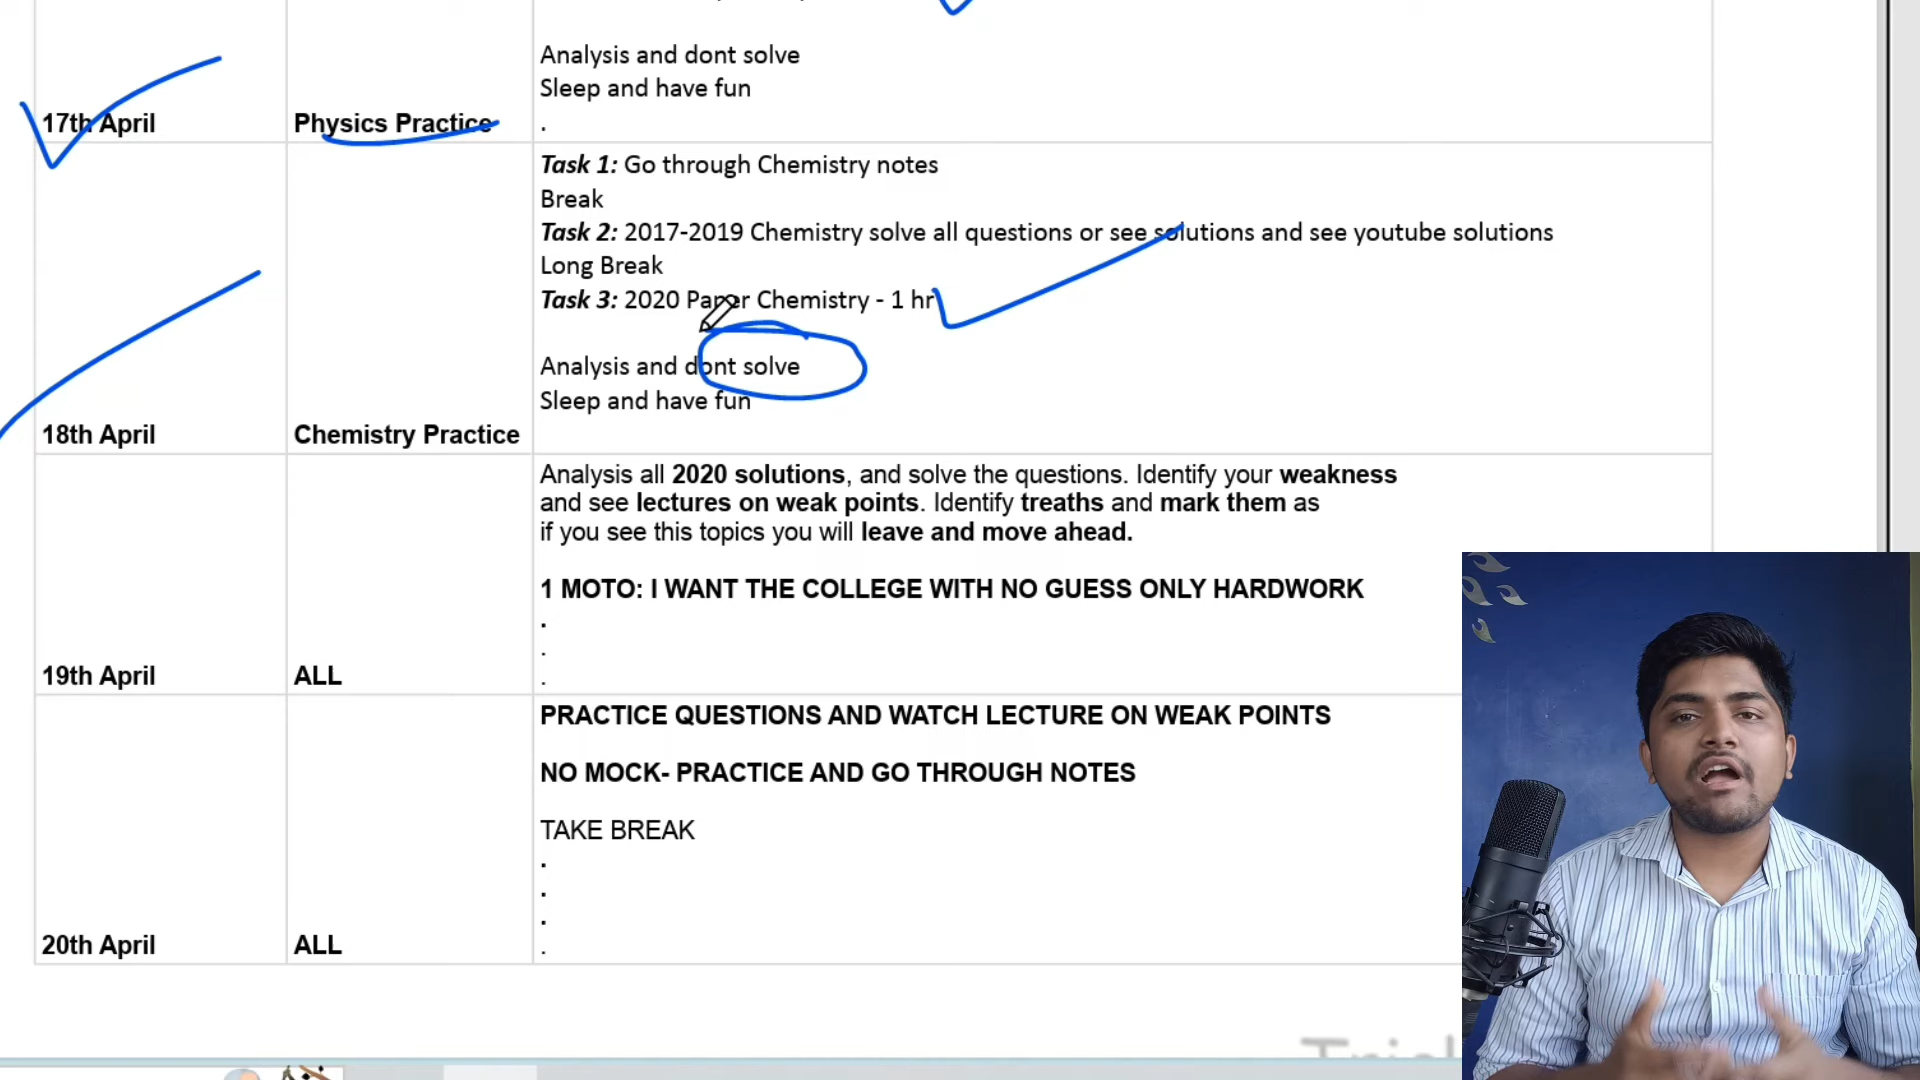 Analysis and dont solve
Sleep and have fun
17th April
Physics Practice
.
Task 1: Go through Chemistry notes
Break
Task 2: 2017-2019 Chemistry solve all questions or see solutions and see youtube solutions
Long Break
Task 3: 2020 Paper Chemistry - 1 hr
Analysis and dont solve
Sleep and have fun
18th April
Chemistry Practice
Analysis all 2020 solutions, and solve the questions. Identify your weakness
and see lectures on weak points. Identify treaths and mark them as
if you see this topics you will leave and move ahead.
1 MOTO: I WANT THE COLLEGE WITH NO GUESS ONLY HARDWORK
.
.
.
19th April
ALL
PRACTICE QUESTIONS AND WATCH LECTURE ON WEAK POINTS
NO MOCK- PRACTICE AND GO THROUGH NOTES
TAKE BREAK
.
.
.
.
20th April
ALL